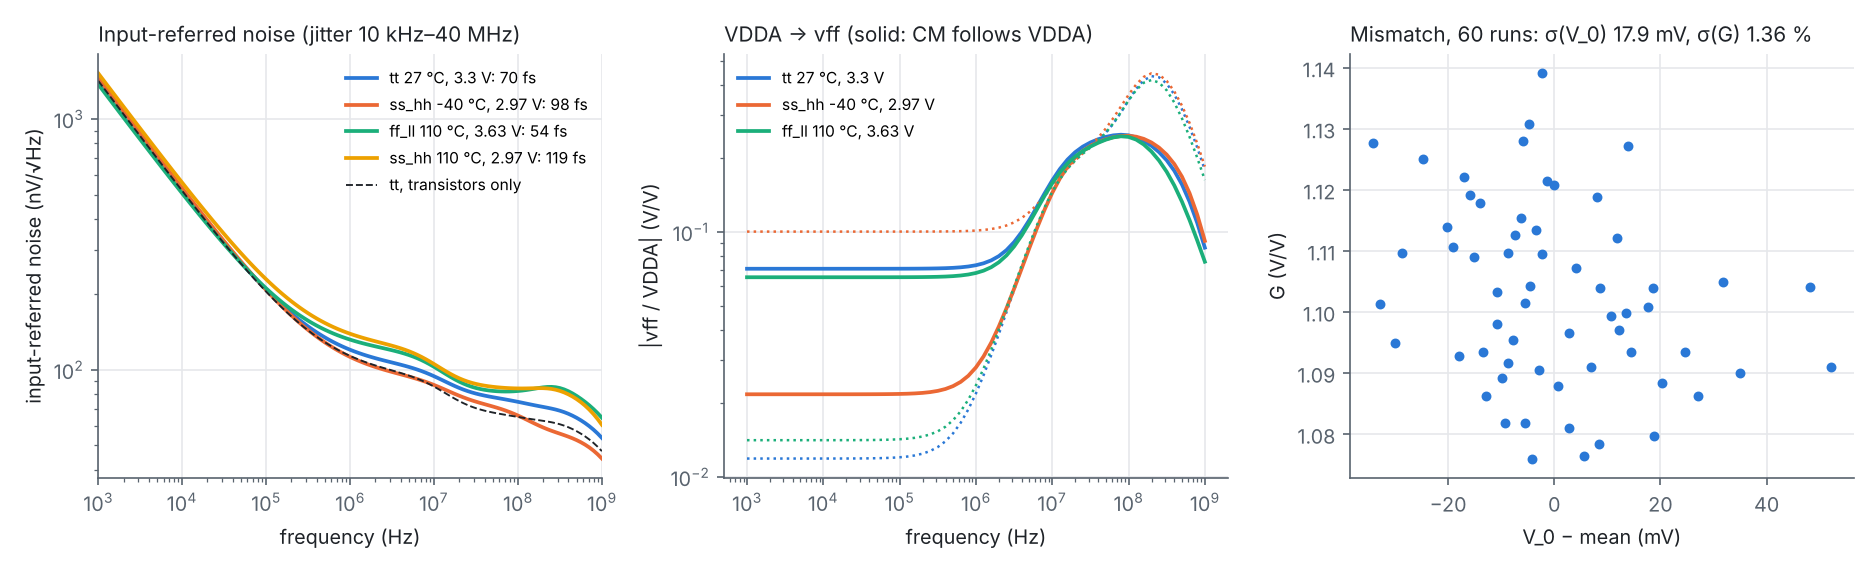 Input-referred noise (jitter 10 kHz–40 MHz)
input-referred noise (nV/√Hz)
10³
10²
tt 27 °C, 3.3 V: 70 fs
ss_hh -40 °C, 2.97 V: 98 fs
ff_ll 110 °C, 3.63 V: 54 fs
ss_hh 110 °C, 2.97 V: 119 fs
tt, transistors only
10³ 10⁴ 10⁵ 10⁶ 10⁷ 10⁸ 10⁹
frequency (Hz)
VDDA → vff (solid: CM follows VDDA)
|vff / VDDA| (V/V)
10⁻¹
10⁻²
tt 27 °C, 3.3 V
ss_hh -40 °C, 2.97 V
ff_ll 110 °C, 3.63 V
10³ 10⁴ 10⁵ 10⁶ 10⁷ 10⁸ 10⁹
frequency (Hz)
Mismatch, 60 runs: σ(V_0) 17.9 mV, σ(G) 1.36 %
G (V/V)
1.14
1.13
1.12
1.11
1.10
1.09
1.08
−20 0 20 40
V_0 − mean (mV)